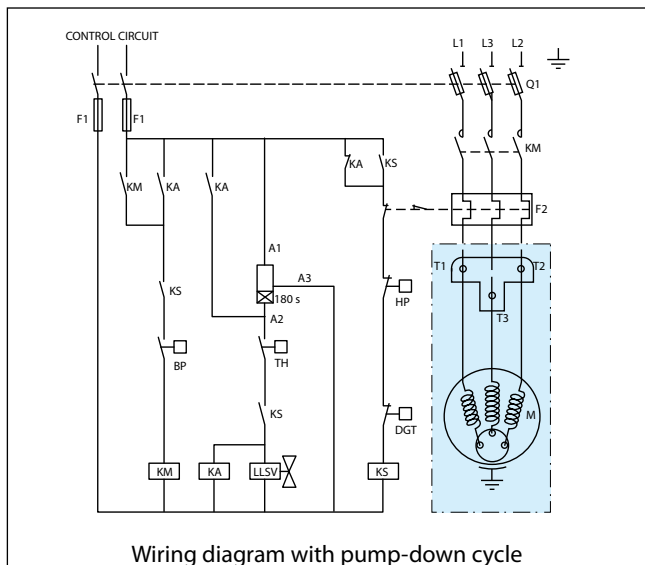 CONTROL CIRCUIT
L1 L3 L2
Q1
F1 F1
KM
KA KS
KM KA KA
F2
A1
T1 T2
A3
KS
180 s
HP
T3
A2
BP TH
KS
M
DGT
KM KA LLSV KS
Wiring diagram with pump-down cycle